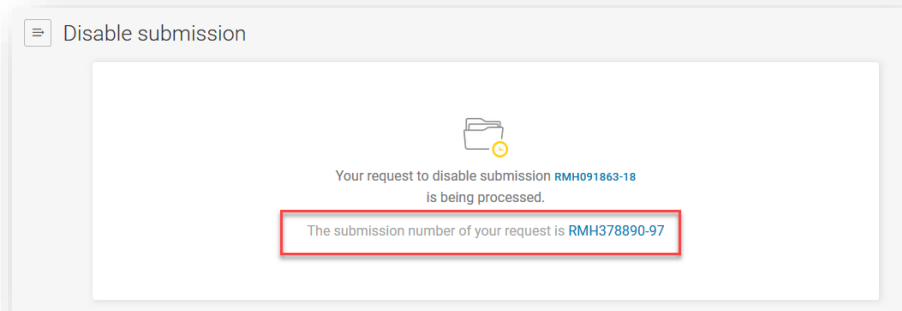 Disable submission
Your request to disable submission RMH091863-18
is being processed.
The submission number of your request is RMH378890-97